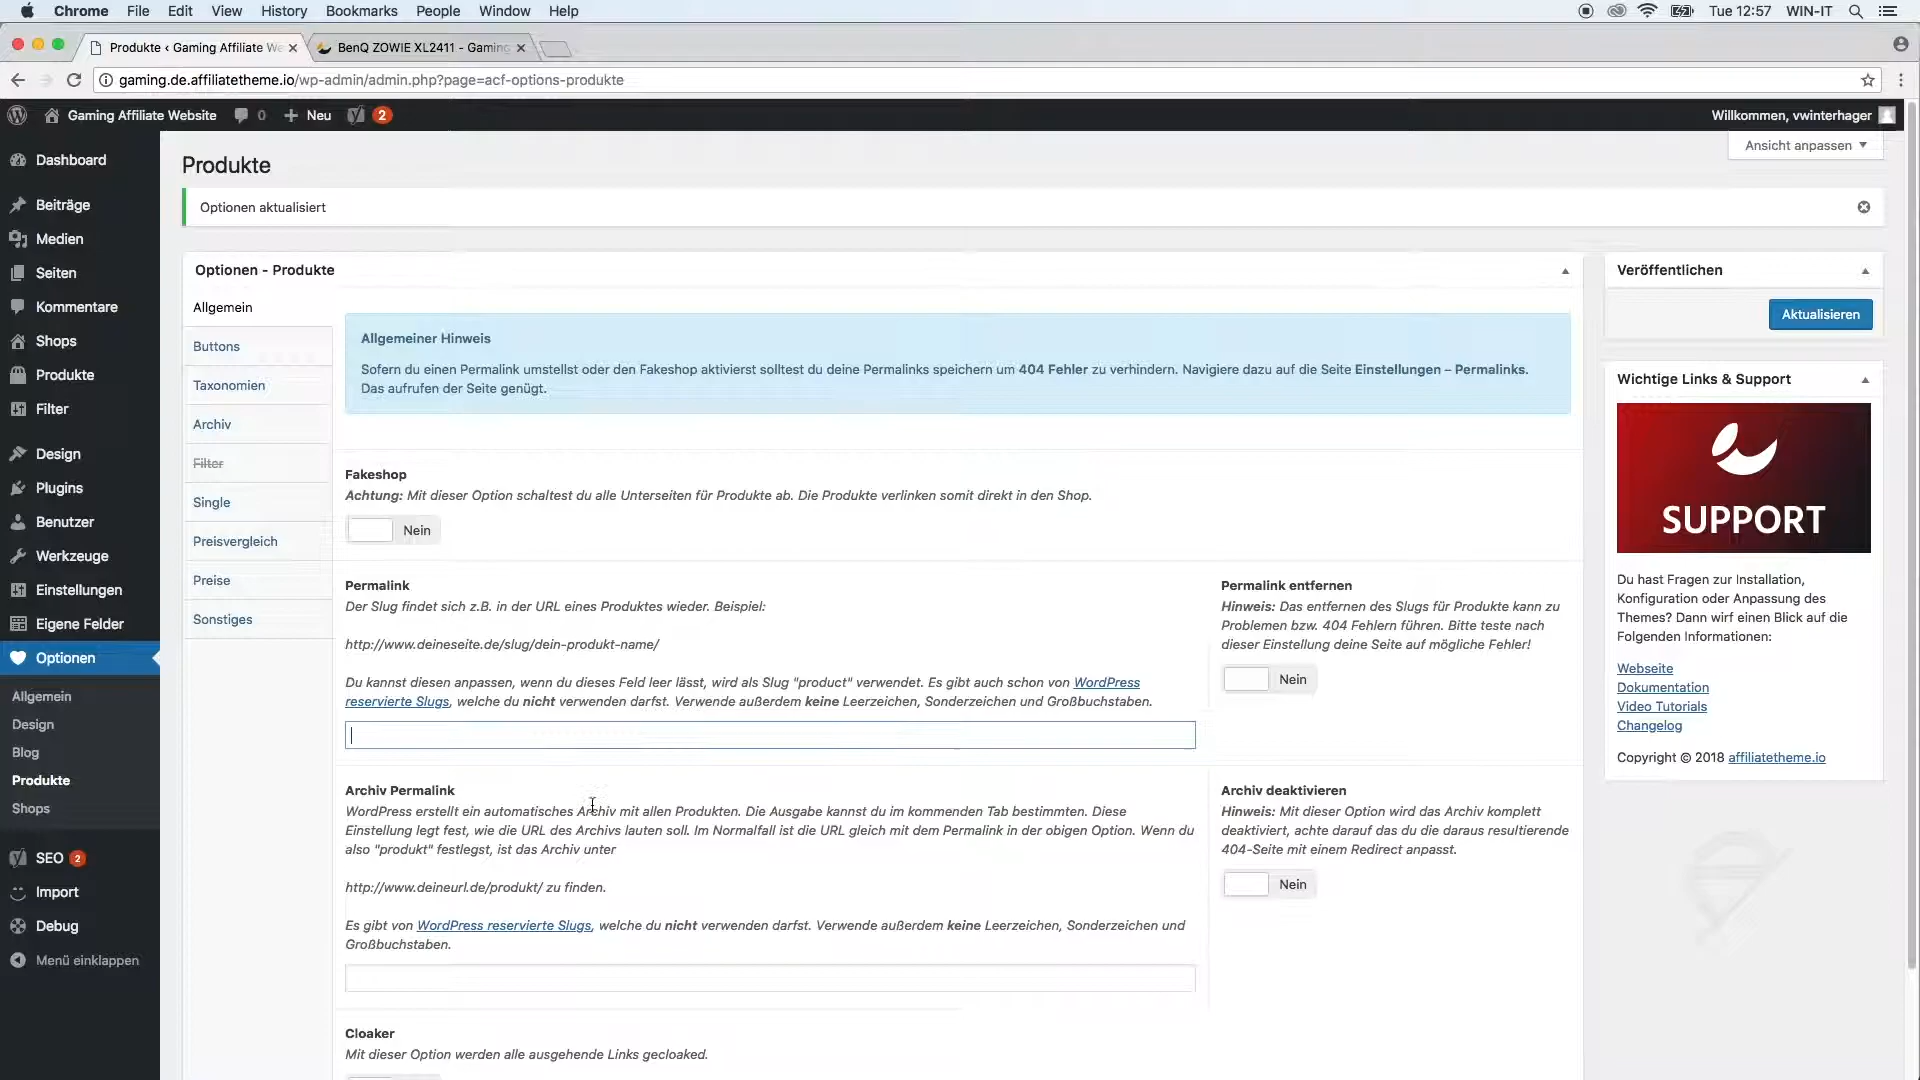 Chrome File Edit View History Bookmarks People Window Help Tue 12:57 WIN-IT
Produkte ‹ Gaming Affiliate We
BenQ ZOWIE XL2411 - Gaming
gaming.de.affiliatetheme.io/wp-admin/admin.php?page=acf-options-produkte
Gaming Affiliate Website 0 Neu 2 Willkommen, vwinterhager
Ansicht anpassen
Dashboard
Beiträge
Medien
Seiten
Kommentare
Shops
Produkte
Filter
Design
Plugins
Benutzer
Werkzeuge
Einstellungen
Eigene Felder
Optionen
Allgemein
Design
Blog
Produkte
Shops
SEO 2
Import
Debug
Menü einklappen
Produkte
Optionen aktualisiert
Optionen - Produkte
Allgemein
Buttons
Taxonomien
Archiv
Filter
Single
Preisvergleich
Preise
Sonstiges
Allgemeiner Hinweis
Sofern du einen Permalink umstellst oder den Fakeshop aktivierst solltest du deine Permalinks speichern um 404 Fehler zu verhindern. Navigiere dazu auf die Seite Einstellungen – Permalinks.
Das aufrufen der Seite genügt.
Fakeshop
Achtung: Mit dieser Option schaltest du alle Unterseiten für Produkte ab. Die Produkte verlinken somit direkt in den Shop.
Nein
Permalink
Der Slug findet sich z.B. in der URL eines Produktes wieder. Beispiel:
http://www.deineseite.de/slug/dein-produkt-name/
Du kannst diesen anpassen, wenn du dieses Feld leer lässt, wird als Slug "product" verwendet. Es gibt auch schon von WordPress
reservierte Slugs, welche du nicht verwenden darfst. Verwende außerdem keine Leerzeichen, Sonderzeichen und Großbuchstaben.
Permalink entfernen
Hinweis: Das entfernen des Slugs für Produkte kann zu
Problemen bzw. 404 Fehlern führen. Bitte teste nach
dieser Einstellung deine Seite auf mögliche Fehler!
Nein
Archiv Permalink
WordPress erstellt ein automatisches Archiv mit allen Produkten. Die Ausgabe kannst du im kommenden Tab bestimmten. Diese
Einstellung legt fest, wie die URL des Archivs lauten soll. Im Normalfall ist die URL gleich mit dem Permalink in der obigen Option. Wenn du
also "produkt" festlegst, ist das Archiv unter
http://www.deineurl.de/produkt/ zu finden.
Es gibt von WordPress reservierte Slugs, welche du nicht verwenden darfst. Verwende außerdem keine Leerzeichen, Sonderzeichen und
Großbuchstaben.
Archiv deaktivieren
Hinweis: Mit dieser Option wird das Archiv komplett
deaktiviert, achte darauf das du die daraus resultierende
404-Seite mit einem Redirect anpasst.
Nein
Cloaker
Mit dieser Option werden alle ausgehende Links gecloaked.
Veröffentlichen
Aktualisieren
Wichtige Links & Support
SUPPORT
Du hast Fragen zur Installation,
Konfiguration oder Anpassung des
Themes? Dann wirf einen Blick auf die
Folgenden Informationen:
Webseite
Dokumentation
Video Tutorials
Changelog
Copyright © 2018 affiliatetheme.io